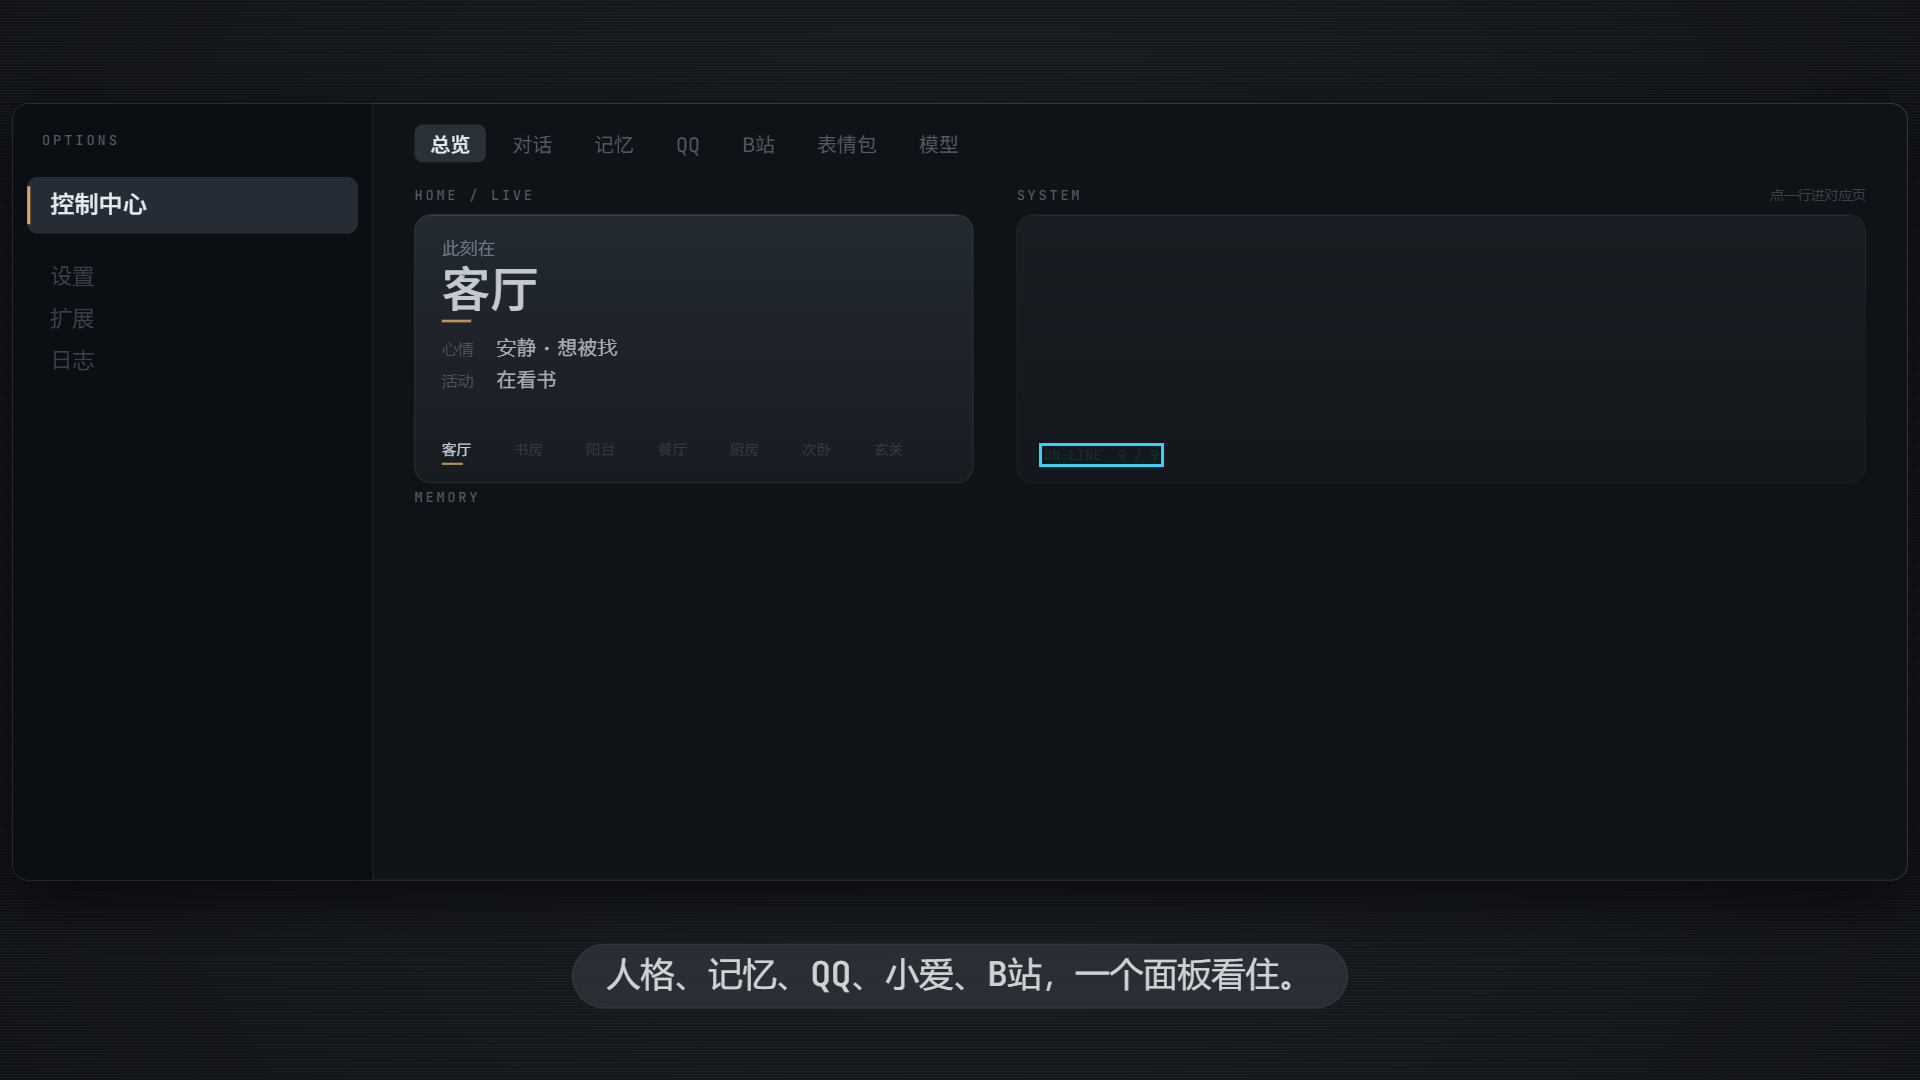 OPTIONS
控制中心
设置
扩展
日志
总览 对话 记忆 QQ B站 表情包 模型
HOME / LIVE
此刻在
客厅
心情 安静 · 想被找
活动 在看书
客厅 书房 阳台 餐厅 厨房 次卧 玄关
SYSTEM 点一行进对应页
ON-LINE 9 / 9
MEMORY
人格、记忆、QQ、小爱、B站，一个面板看住。